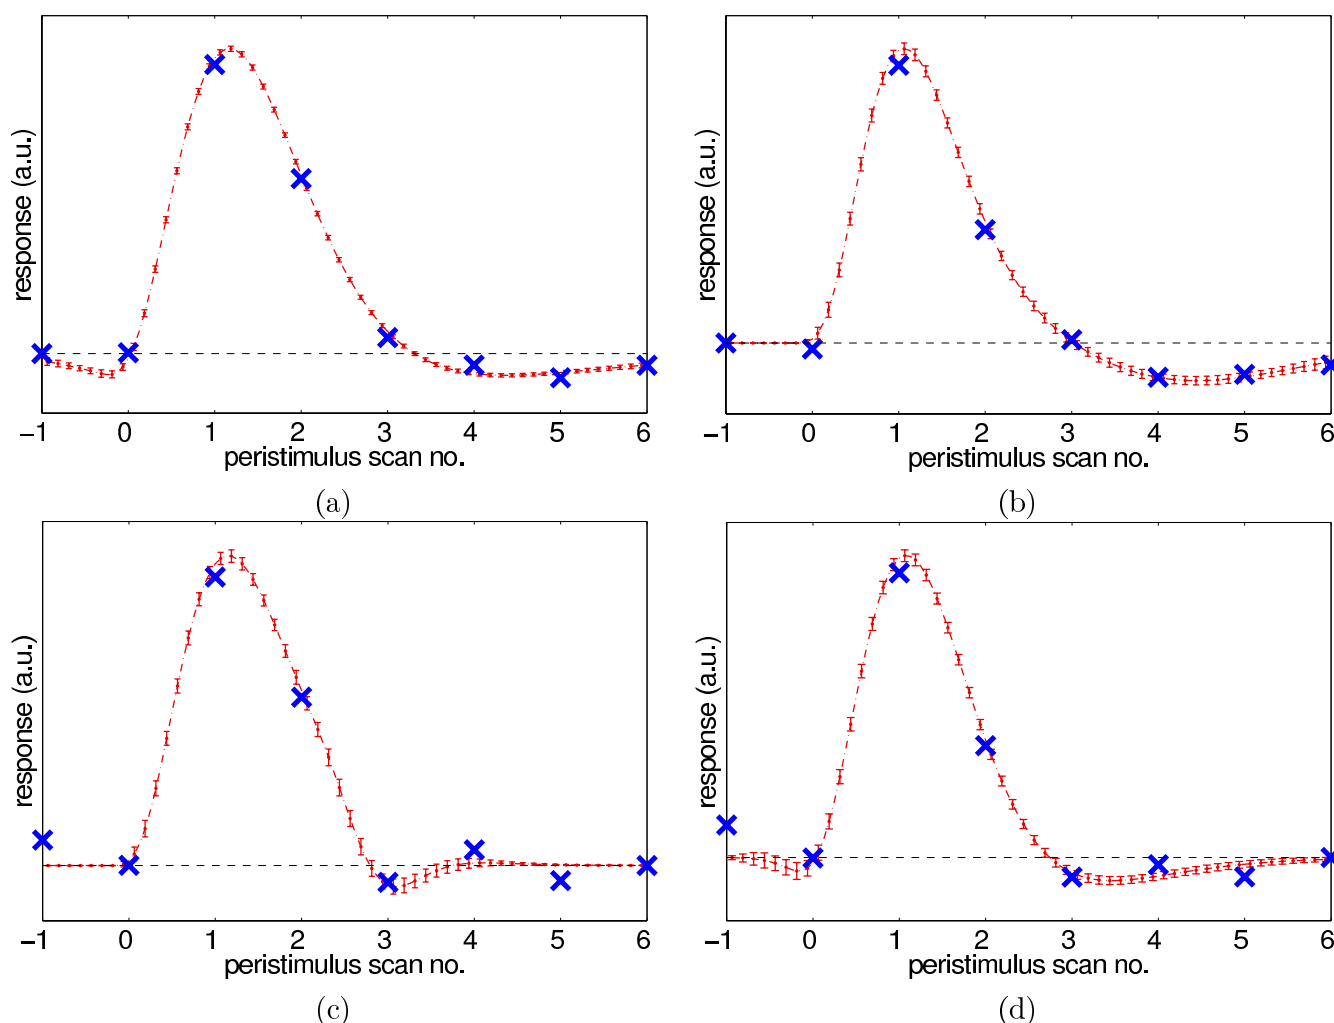 response (a.u.)
−1 0 1 2 3 4 5 6
peristimulus scan no.
(a)
response (a.u.)
−1 0 1 2 3 4 5 6
peristimulus scan no.
(b)
response (a.u.)
−1 0 1 2 3 4 5 6
peristimulus scan no.
(c)
response (a.u.)
−1 0 1 2 3 4 5 6
peristimulus scan no.
(d)